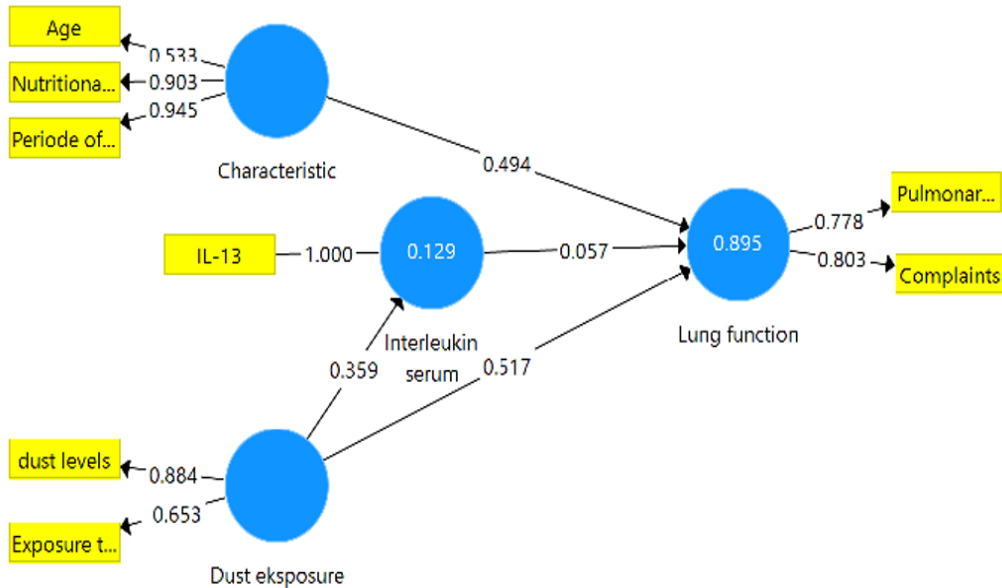 Age
0.533
Nutritiona...
0.903
Periode of...
0.945
Characteristic
0.494
Pulmonar...
0.778
IL-13
1.000
0.129
0.057
0.895
0.803
Complaints
Interleukin
serum
Lung function
0.359
0.517
dust levels
0.884
0.653
Exposure t...
Dust eksposure